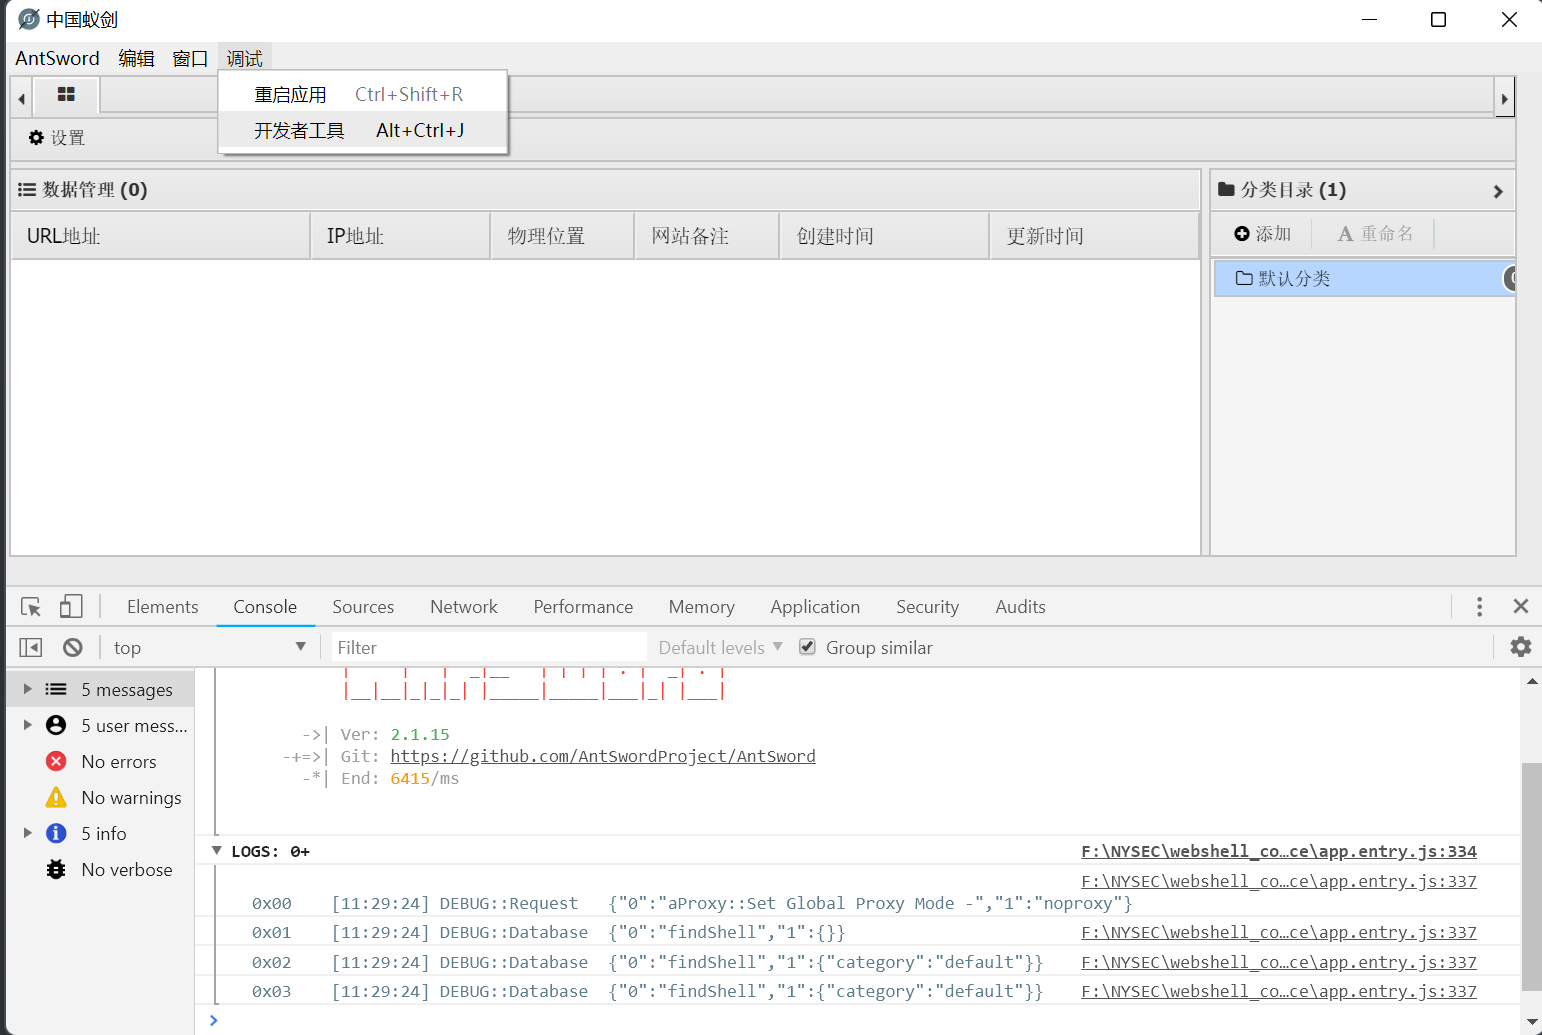 中国蚁剑
AntSword 编辑 窗口 调试
重启应用 Ctrl+Shift+R
开发者工具 Alt+Ctrl+J
设置
数据管理 (0)
分类目录 (1)
URL地址 IP地址 物理位置 网站备注 创建时间 更新时间
添加 重命名
默认分类
Elements Console Sources Network Performance Memory Application Security Audits
top Filter Default levels Group similar
5 messages
5 user mess...
No errors
No warnings
5 info
No verbose
->| Ver: 2.1.15
-+=>| Git: https://github.com/AntSwordProject/AntSword
-*| End: 6415/ms
LOGS: 0+ F:\NYSEC\webshell_co…ce\app.entry.js:334
F:\NYSEC\webshell_co…ce\app.entry.js:337
0x00 [11:29:24] DEBUG::Request {"0":"aProxy::Set Global Proxy Mode -","1":"noproxy"}
0x01 [11:29:24] DEBUG::Database {"0":"findShell","1":{}} F:\NYSEC\webshell_co…ce\app.entry.js:337
0x02 [11:29:24] DEBUG::Database {"0":"findShell","1":{"category":"default"}} F:\NYSEC\webshell_co…ce\app.entry.js:337
0x03 [11:29:24] DEBUG::Database {"0":"findShell","1":{"category":"default"}} F:\NYSEC\webshell_co…ce\app.entry.js:337